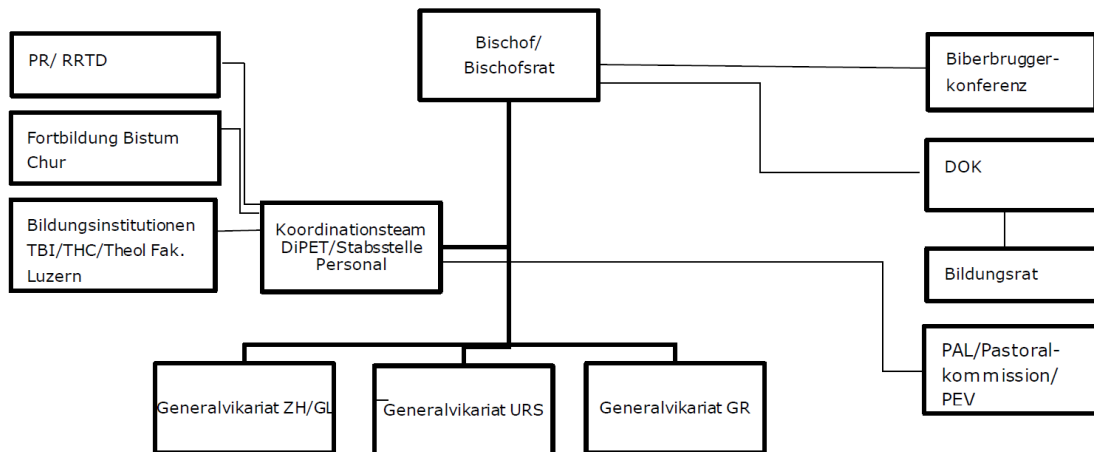 Bischof/
Bischofsrat
PR/ RRTD
Biberbrugger-
konferenz
Fortbildung Bistum
Chur
DOK
Bildungsinstitutionen
TBI/THC/Theol Fak.
Luzern
Koordinationsteam
DiPET/Stabsstelle
Personal
Bildungsrat
PAL/Pastoral-
kommission/
PEV
Generalvikariat ZH/GL
Generalvikariat URS
Generalvikariat GR